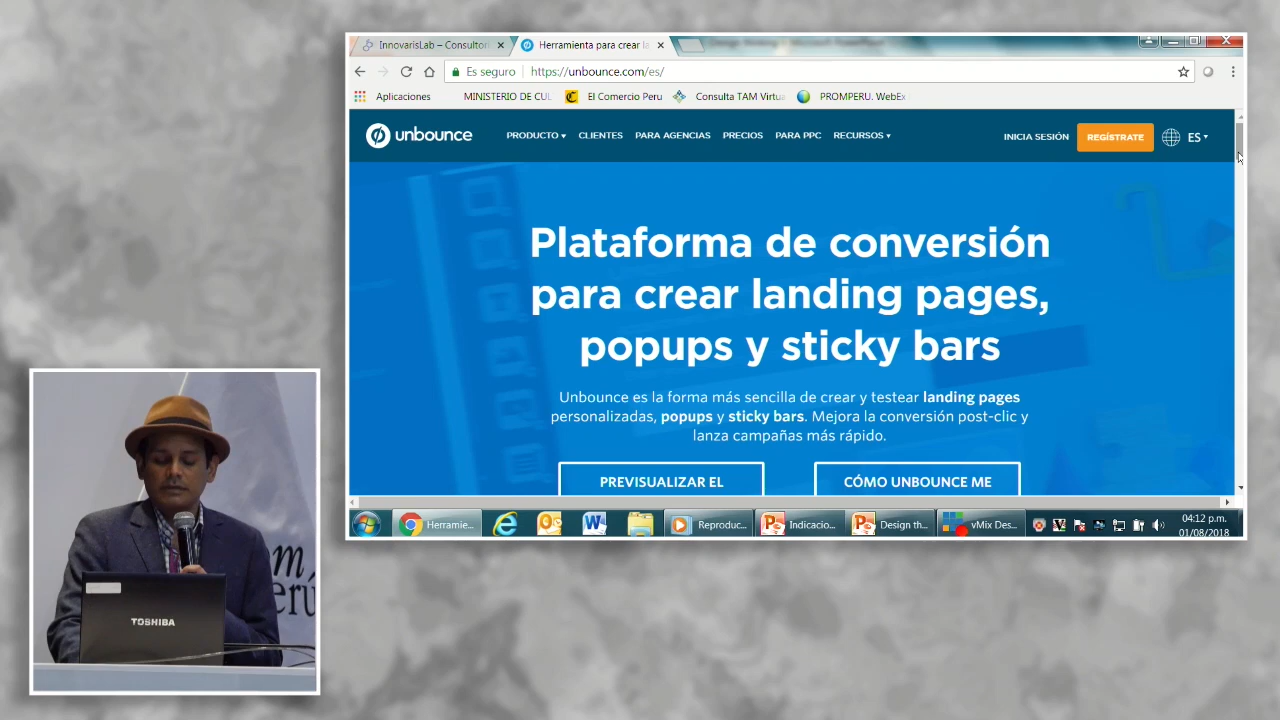 InnovarisLab – Consultorí
Herramienta para crear la
Es seguro
https://unbounce.com/es/
Aplicaciones
MINISTERIO DE CUL
El Comercio Peru
Consulta TAM Virtua
PROMPERU. WebEx
unbounce
PRODUCTO
CLIENTES
PARA AGENCIAS
PRECIOS
PARA PPC
RECURSOS
INICIA SESIÓN
REGÍSTRATE
ES
Plataforma de conversión
para crear landing pages,
popups y sticky bars
Unbounce es la forma más sencilla de crear y testear landing pages
personalizadas, popups y sticky bars. Mejora la conversión post-clic y
lanza campañas más rápido.
PREVISUALIZAR EL
CÓMO UNBOUNCE ME
Herramie...
Reproduc...
Indicacio...
Design th...
vMix Des...
04:12 p.m.
01/08/2018
TOSHIBA